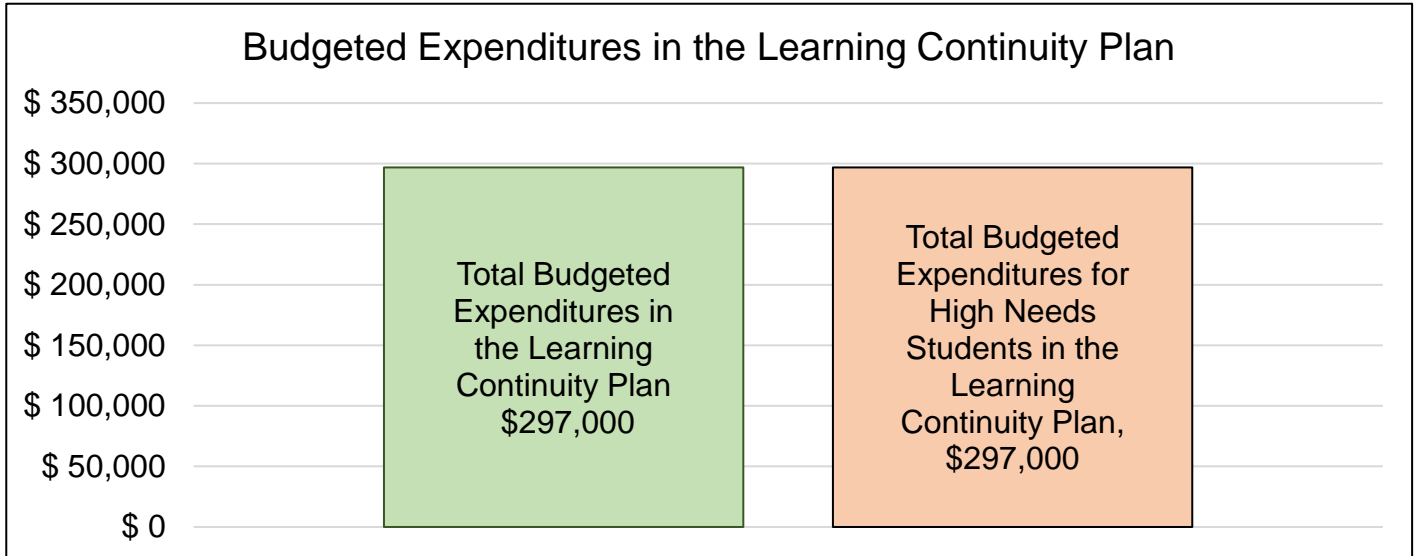 Budgeted Expenditures in the Learning Continuity Plan
$ 350,000
$ 300,000
$ 250,000
$ 200,000
$ 150,000
$ 100,000
$ 50,000
$ 0
Total Budgeted
Expenditures in
the Learning
Continuity Plan
$297,000
Total Budgeted
Expenditures for
High Needs
Students in the
Learning
Continuity Plan,
$297,000